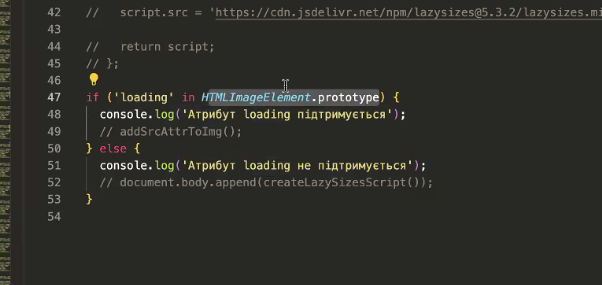 42 // script.src = 'https://cdn.jsdelivr.net/npm/lazysizes@5.3.2/lazysizes.mi
43
44 // return script;
45 // };
46
47 if ('loading' in HTMLImageElement.prototype) {
48 console.log('Атрибут loading підтримується');
49 // addSrcAttrToImg();
50 } else {
51 console.log('Атрибут loading не підтримується');
52 // document.body.append(createLazySizesScript());
53 }
54